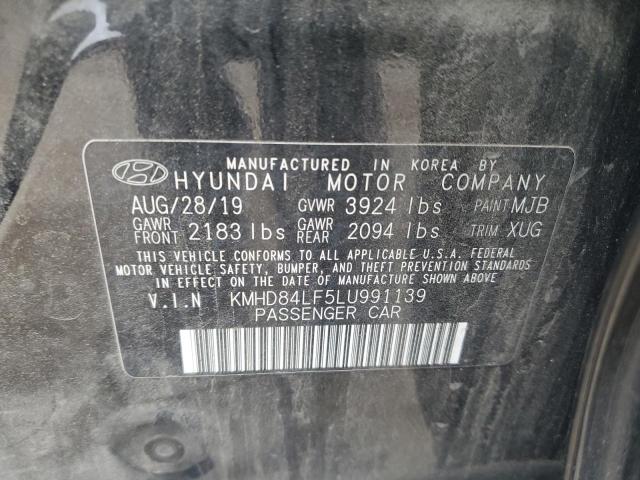 MANUFACTURED IN KOREA BY
HYUNDAI MOTOR COMPANY
AUG/28/19 GVWR 3924 lbs PAINT MJB
GAWR FRONT 2183 lbs GAWR REAR 2094 lbs TRIM XUG
THIS VEHICLE CONFORMS TO ALL APPLICABLE U.S.A. FEDERAL
MOTOR VEHICLE SAFETY, BUMPER, AND THEFT PREVENTION STANDARDS
IN EFFECT ON THE DATE OF MANUFACTURE SHOWN ABOVE.
V.I.N KMHD84LF5LU991139
PASSENGER CAR